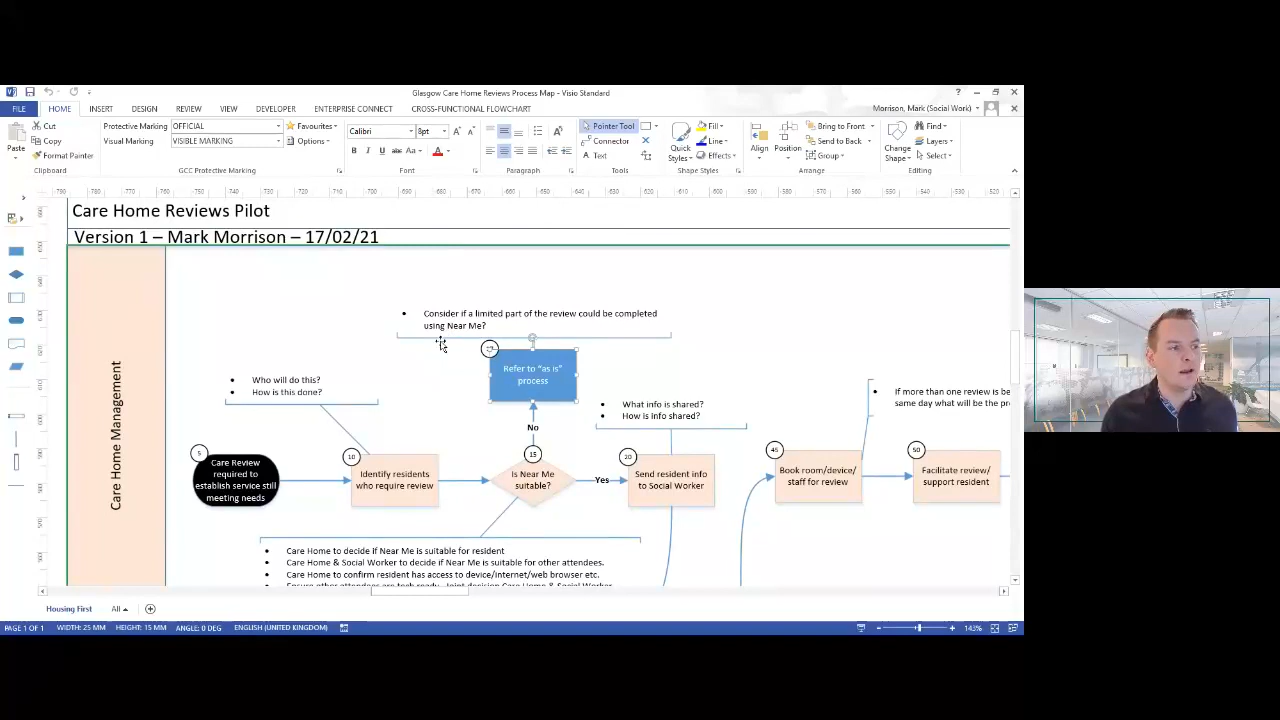 Glasgow Care Home Reviews Process Map - Visio Standard
FILE HOME INSERT DESIGN REVIEW VIEW DEVELOPER ENTERPRISE CONNECT CROSS-FUNCTIONAL FLOWCHART
Morrison, Mark (Social Work)
Paste
Cut
Copy
Format Painter
Clipboard
Protective Marking OFFICIAL Favourites
Visual Marking VISIBLE MARKING Options
GCC Protective Marking
Calibri 8pt
Font
Paragraph
Pointer Tool
Connector
Text
Tools
Quick Styles
Fill
Line
Effects
Shape Styles
Align Position
Bring to Front
Send to Back
Group
Arrange
Change Shape
Find
Layers
Select
Editing
Care Home Reviews Pilot
Version 1 – Mark Morrison – 17/02/21
Care Home Management
• Consider if a limited part of the review could be completed
using Near Me?
Refer to "as is"
process
• Who will do this?
• How is this done?
• What info is shared?
• How is info shared?
• If more than one review is be
same day what will be the pr
No
5
Care Review
required to
establish service still
meeting needs
10
Identify residents
who require review
15
Is Near Me
suitable?
Yes
20
Send resident info
to Social Worker
45
Book room/device/
staff for review
50
Facilitate review/
support resident
• Care Home to decide if Near Me is suitable for resident
• Care Home & Social Worker to decide if Near Me is suitable for other attendees.
• Care Home to confirm resident has access to device/internet/web browser etc.
• Ensure other attendees are tech ready. Joint decision Care Home & Social Worker
Housing First All
PAGE 1 OF 1 WIDTH: 25 MM HEIGHT: 15 MM ANGLE: 0 DEG ENGLISH (UNITED KINGDOM) 143%